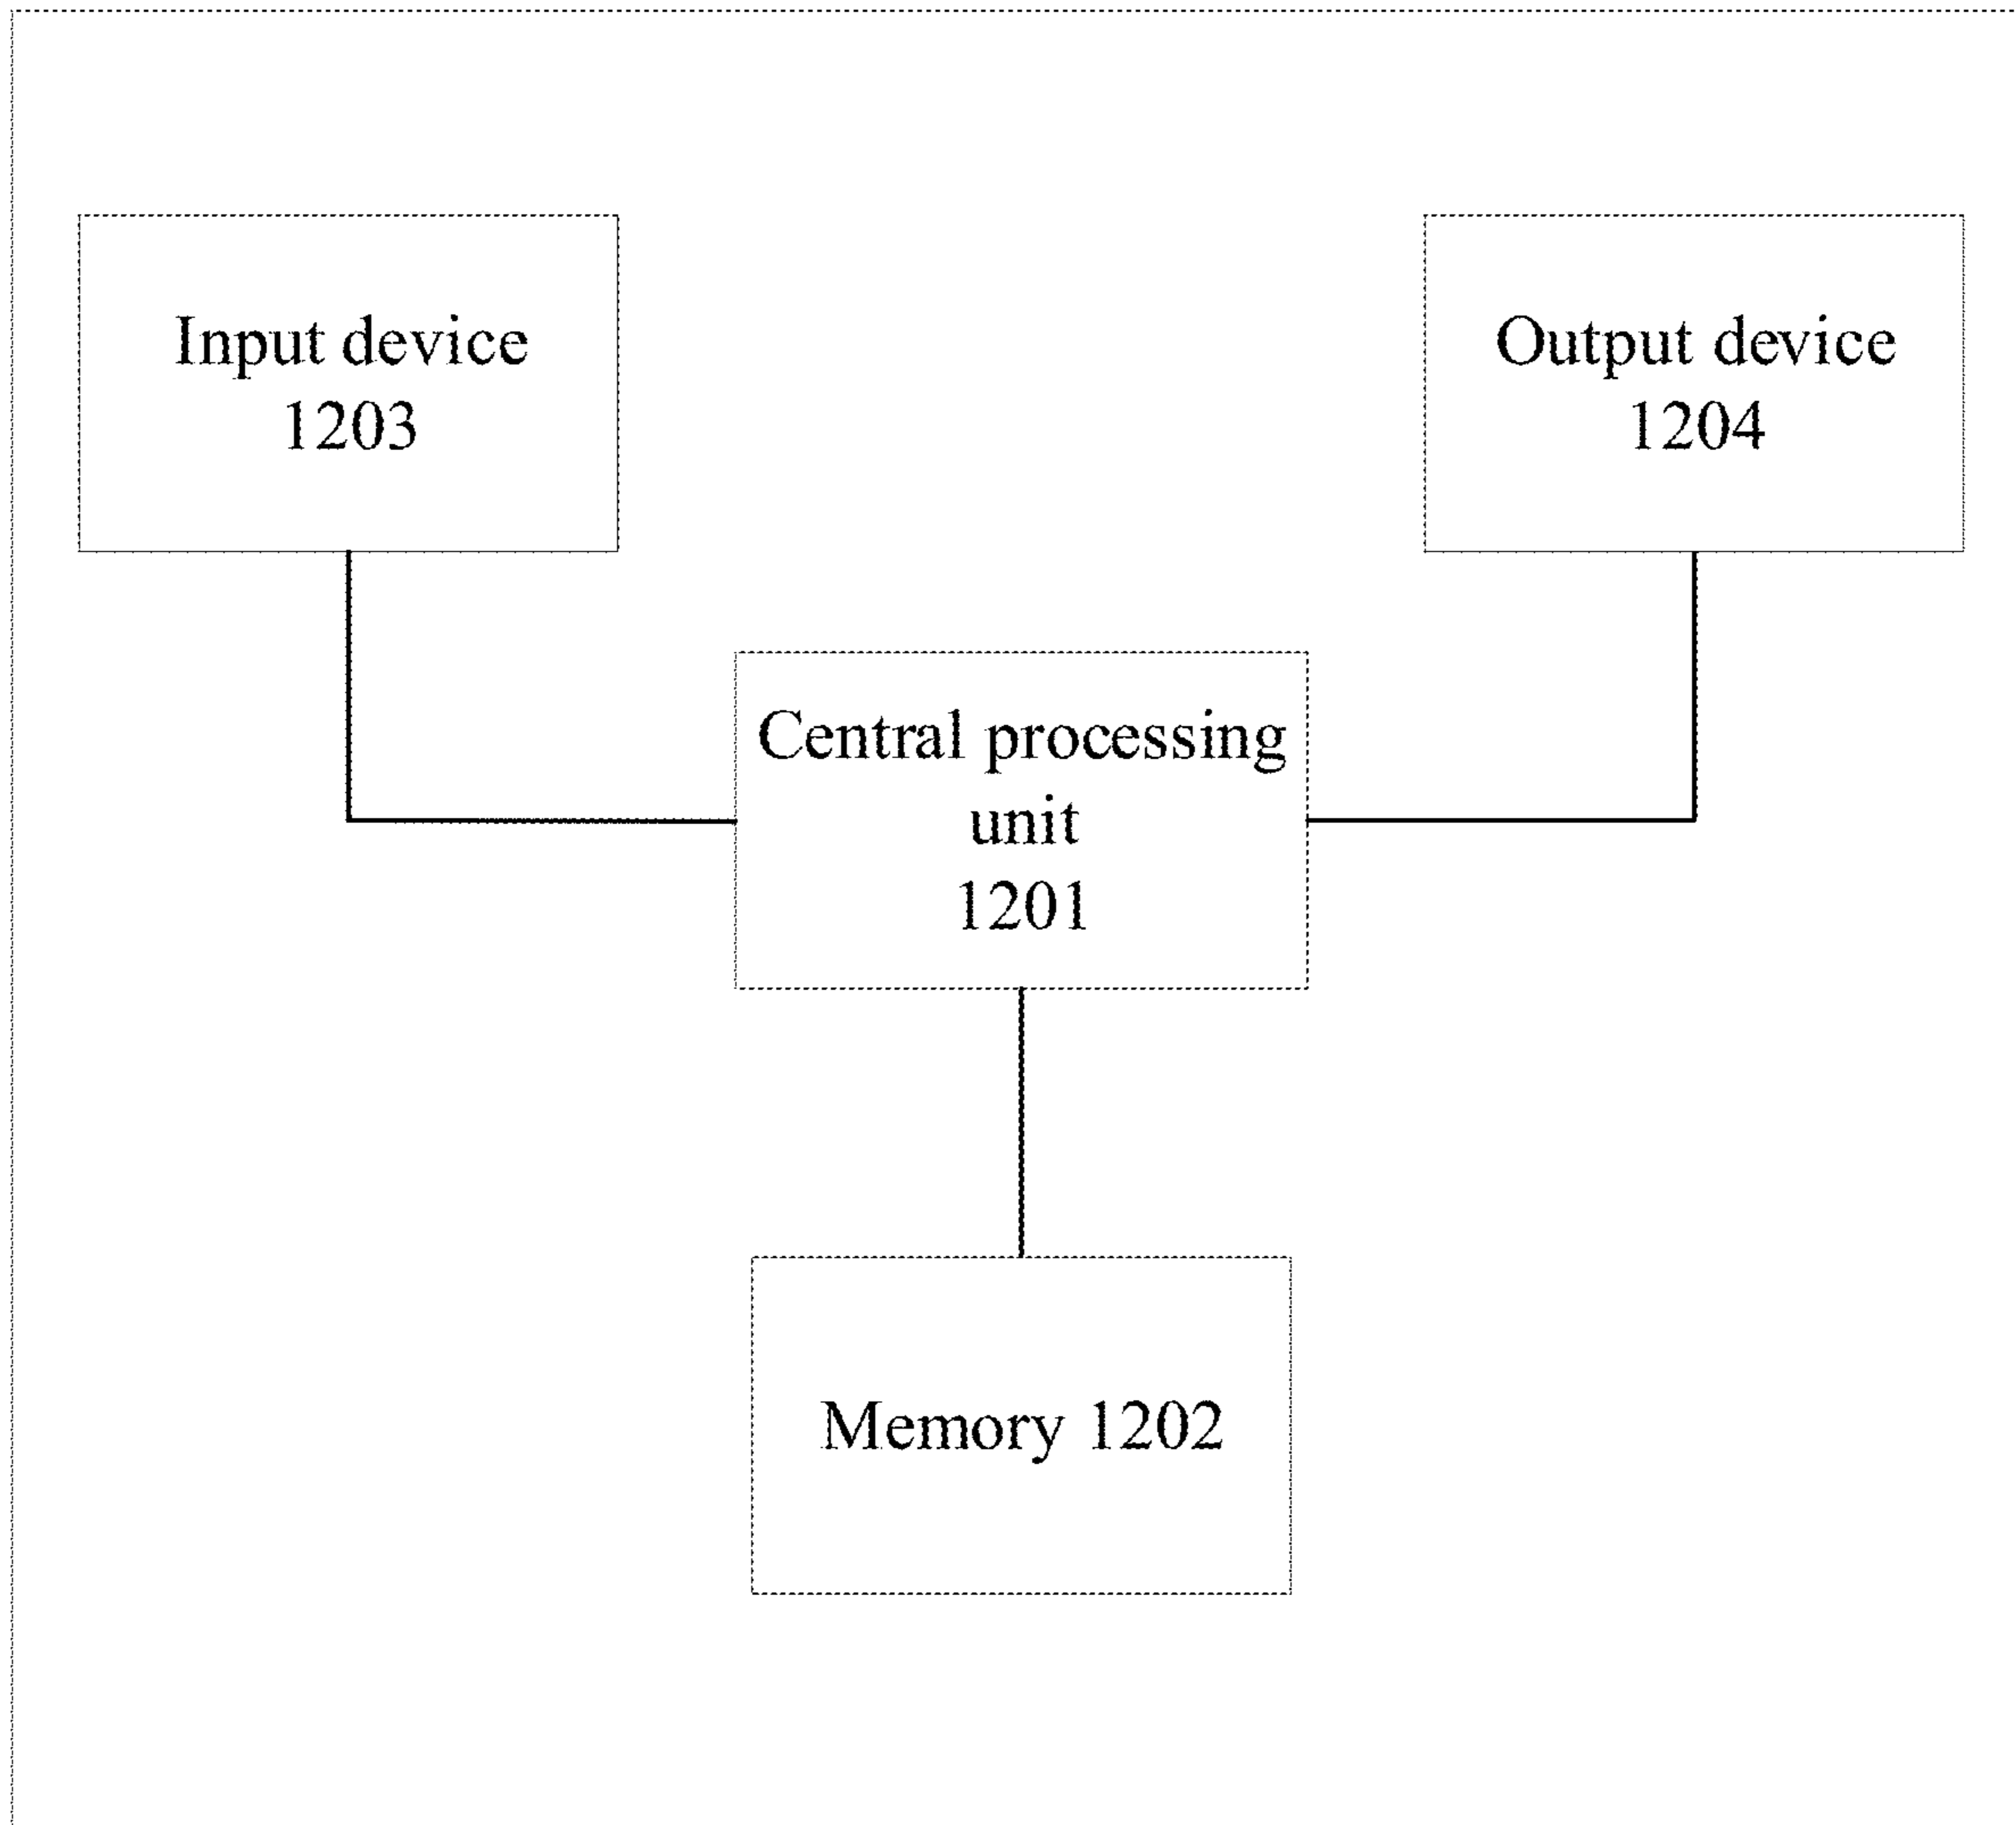 Input device
1203
Output device
1204
Central processing
unit
1201
Memory 1202